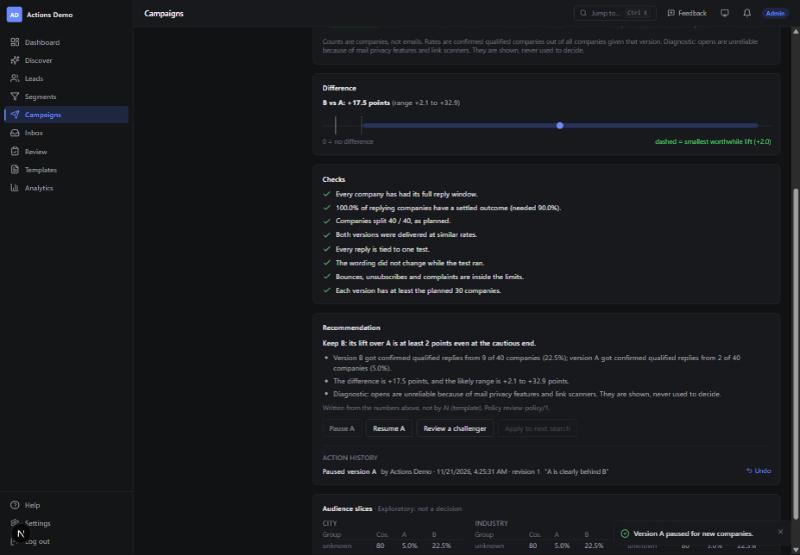 AD
Actions Demo
Campaigns
Jump to...
Ctrl K
Feedback
Admin
Dashboard
Discover
Leads
Segments
Campaigns
Inbox
Review
Templates
Analytics
Help
Settings
Log out
N
Counts are companies, not emails. Rates are confirmed qualified companies out of all companies given that version. Diagnostic: opens are unreliable
because of mail privacy features and link scanners. They are shown, never used to decide.
Difference
B vs A: +17.5 points (range +2.1 to +32.9)
0 = no difference
dashed = smallest worthwhile lift (+2.0)
Checks
Every company has had its full reply window.
100.0% of replying companies have a settled outcome (needed 90.0%).
Companies split 40 / 40, as planned.
Both versions were delivered at similar rates.
Every reply is tied to one test.
The wording did not change while the test ran.
Bounces, unsubscribes and complaints are inside the limits.
Each version has at least the planned 30 companies.
Recommendation
Keep B: its lift over A is at least 2 points even at the cautious end.
• Version B got confirmed qualified replies from 9 of 40 companies (22.5%); version A got confirmed qualified replies from 2 of 40
companies (5.0%).
• The difference is +17.5 points, and the likely range is +2.1 to +32.9 points.
• Diagnostic: opens are unreliable because of mail privacy features and link scanners. They are shown, never used to decide.
Written from the numbers above, not by AI (template). Policy review-policy/1.
Pause A
Resume A
Review a challenger
Apply to next search
ACTION HISTORY
Paused version A by Actions Demo · 11/21/2026, 4:25:31 AM · revision 1 "A is clearly behind B"
Undo
Audience slices · Exploratory: not a decision
CITY
Group Cos. A B
unknown 80 5.0% 22.5%
INDUSTRY
Group Cos. A B
unknown 80 5.0% 22.5%
Version A paused for new companies.